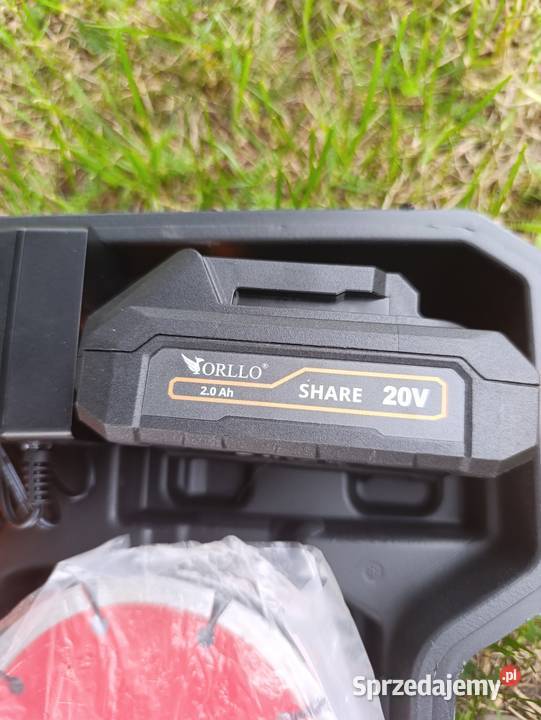 ORLLO®
2.0 Ah SHARE 20V
Sprzedajemy.pl